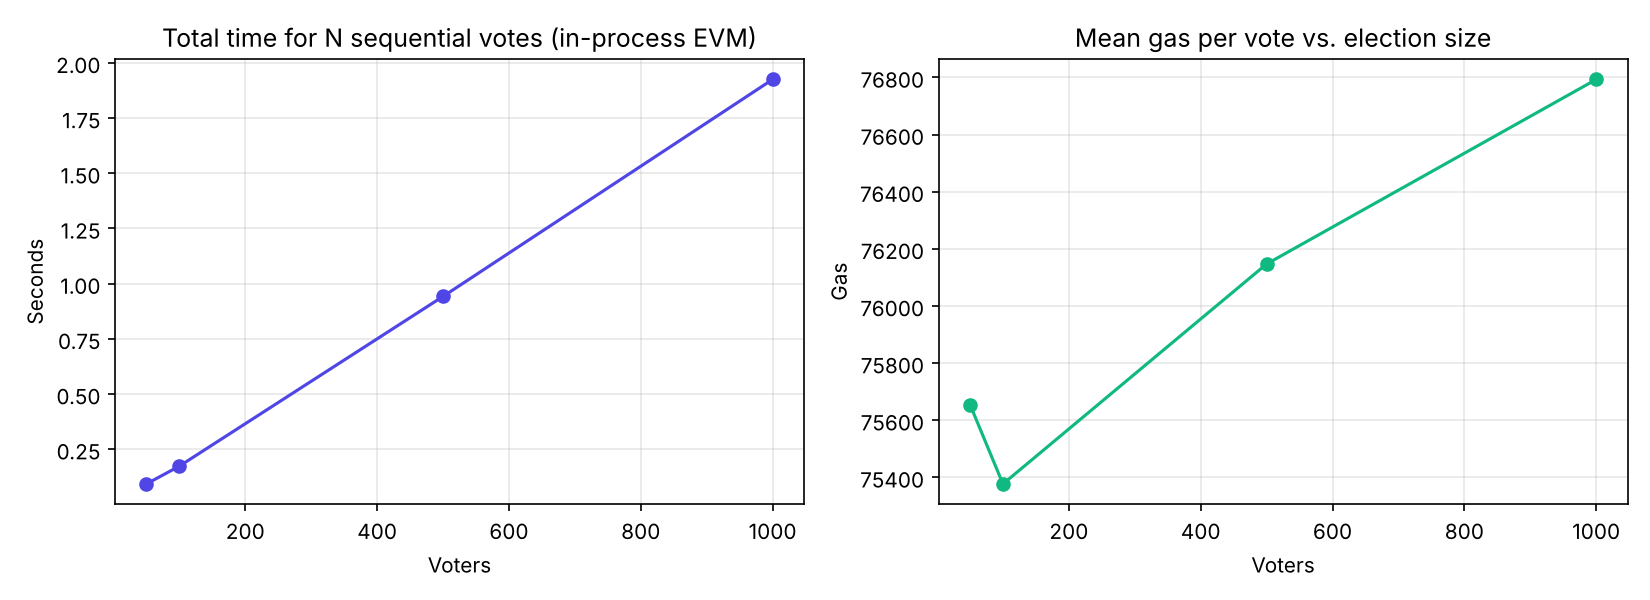 Total time for N sequential votes (in-process EVM)
2.00
1.75
1.50
1.25
1.00
0.75
0.50
0.25
Seconds
200 400 600 800 1000
Voters
Mean gas per vote vs. election size
76800
76600
76400
76200
76000
75800
75600
75400
Gas
200 400 600 800 1000
Voters